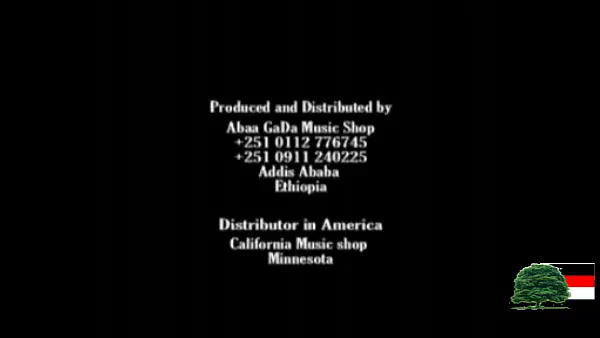 Produced and Distributed by
Abaa GaDa Music Shop
+251 0112 776745
+251 0911 240225
Addis Ababa
Ethiopia
Distributor in America
California Music shop
Minnesota